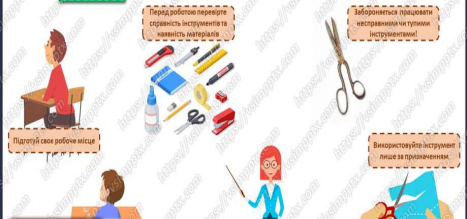 Перед роботою перевірте
справність інструментів та
наявність матеріалів
Забороняється працювати
несправними чи тупими
інструментами!
Підготуй своє робоче місце
Використовуйте інструмент
лише за призначенням.